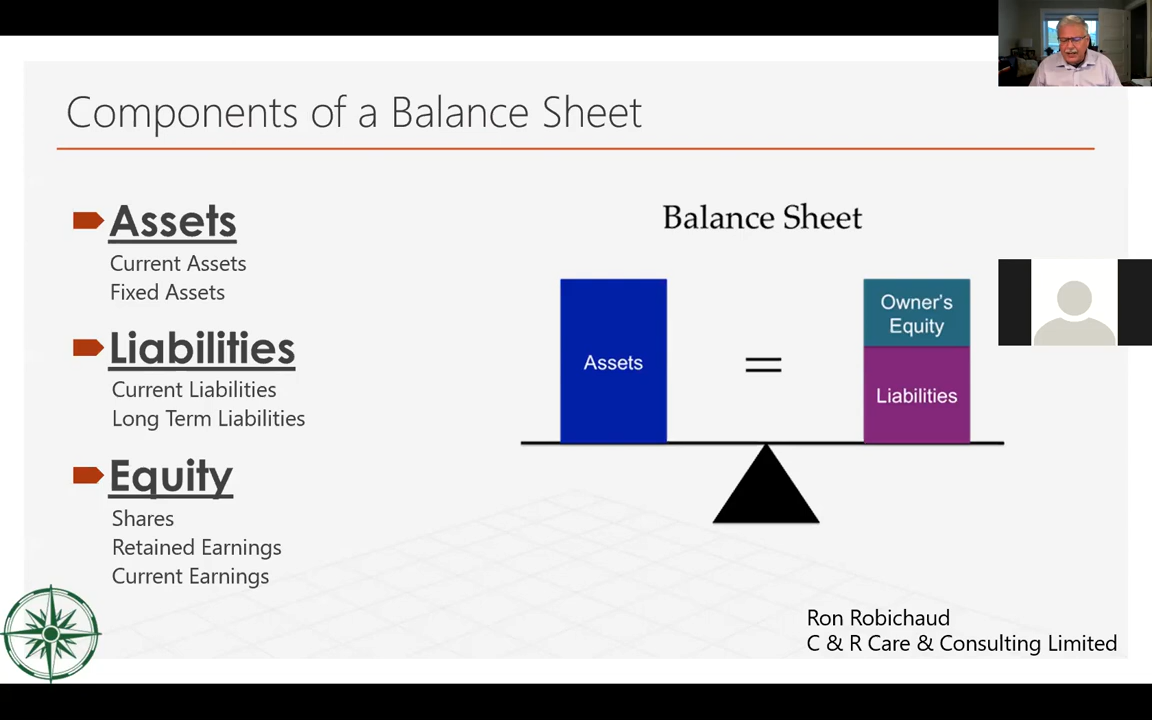 Components of a Balance Sheet
Assets
Current Assets
Fixed Assets
Liabilities
Current Liabilities
Long Term Liabilities
Equity
Shares
Retained Earnings
Current Earnings
Balance Sheet
Assets
=
Owner's
Equity
Liabilities
Ron Robichaud
C & R Care & Consulting Limited